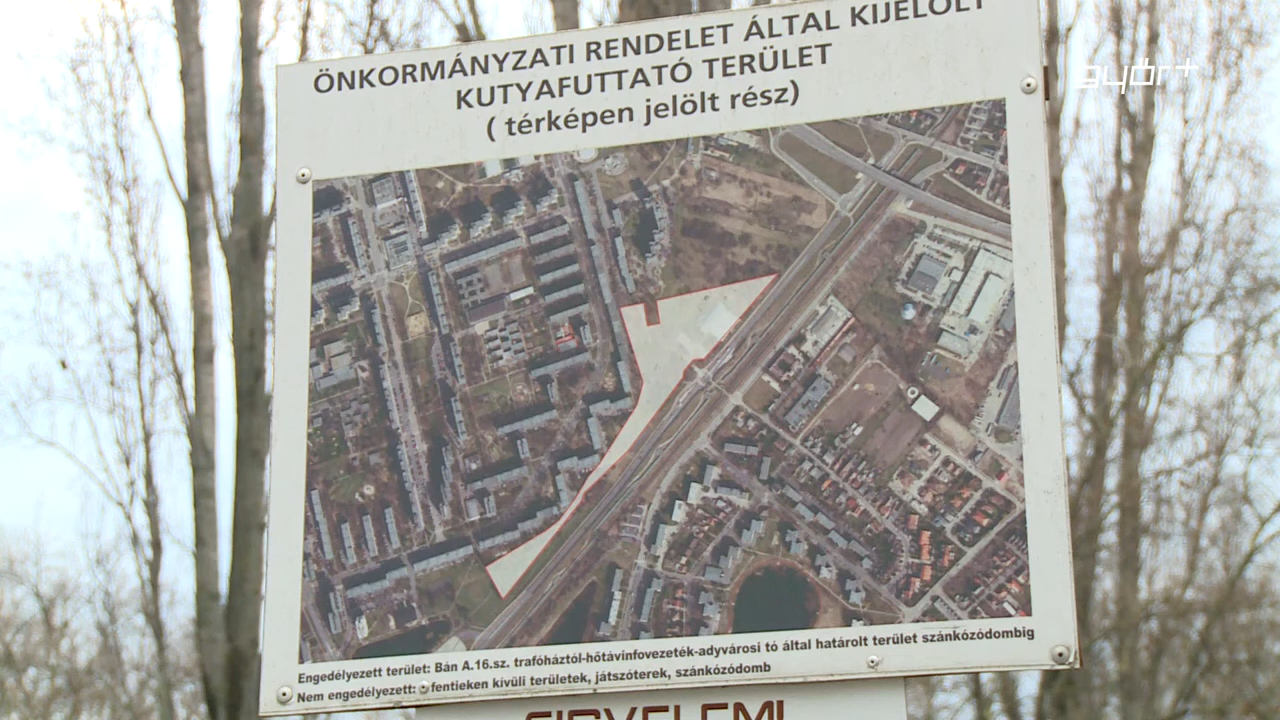 győr+
ÖNKORMÁNYZATI RENDELET ÁLTAL KIJELÖLT
KUTYAFUTTATÓ TERÜLET
( térképen jelölt rész)
Engedélyezett terület: Bán A.16.sz. trafóháztól-hőtávinfovezeték-adyvárosi tó által határolt terület szánkózódombig
Nem engedélyezett: a fentieken kívüli területek, játszóterek, szánkózódomb
FIGYELEM!